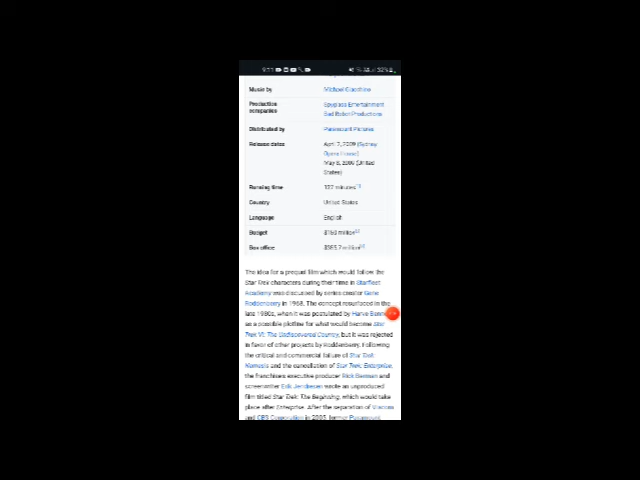 Music by Michael Giacchino
Production Spyglass Entertainment
companies Bad Robot Productions
Distributed by Paramount Pictures
Release dates April 7, 2009 (Sydney
Opera House)
May 8, 2009 (United
States)
Running time 127 minutes
Country United States
Language English
Budget $150 million
Box office million
The idea for a prequel film which would follow the
Star Trek characters during their time in Starfleet
Academy was discussed by series creator Gene
Roddenberry in 1968. The concept resurfaced in the
late 1980s, when it was postulated by Harve Benn
as a possible plotline for what would become Star
Trek VI: The Undiscovered Country, but it was rejected
in favor of other projects by Roddenberry. Following
the critical and commercial failure of Star Trek:
Nemesis and the cancellation of Star Trek: Enterprise,
the franchise's executive producer Rick Berman and
screenwriter Erik Jendresen wrote an unproduced
film titled Star Trek: The Beginning, which would take
place after Enterprise. After the separation of Viacom
and CBS Corporation in 2005, former Paramount